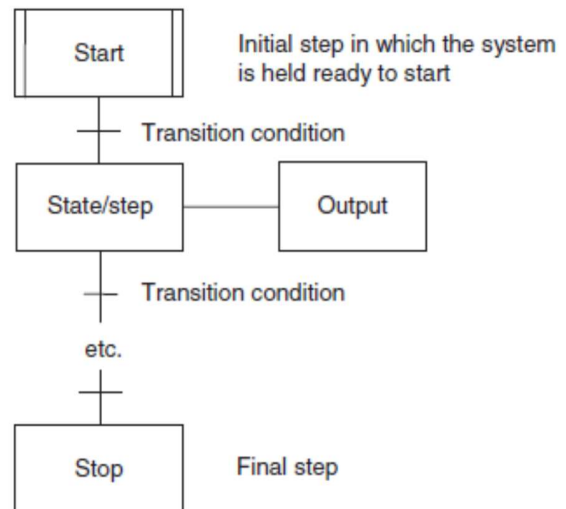 Start
Initial step in which the system
is held ready to start
Transition condition
State/step
Output
Transition condition
etc.
Stop
Final step